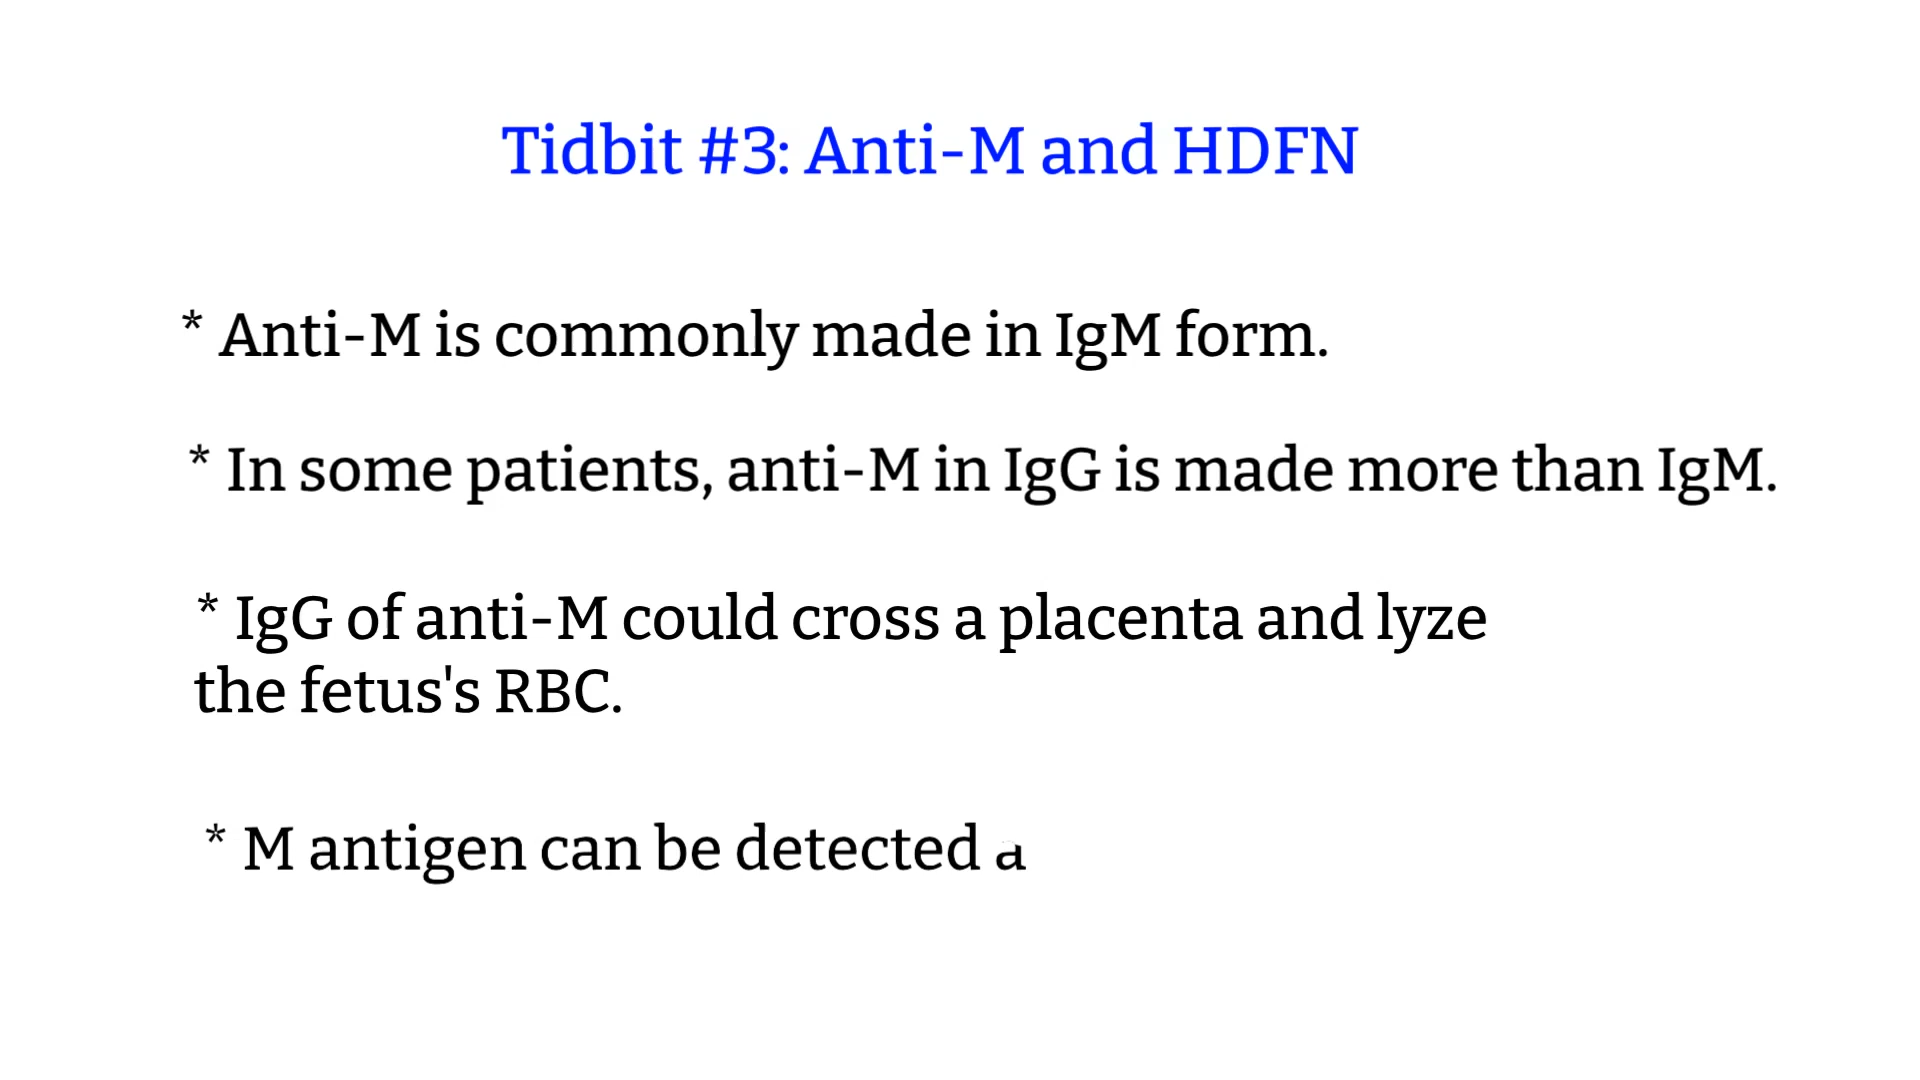 Tidbit #3: Anti-M and HDFN
* Anti-M is commonly made in IgM form.
* In some patients, anti-M in IgG is made more than IgM.
* IgG of anti-M could cross a placenta and lyze
the fetus's RBC.
* M antigen can be detected a